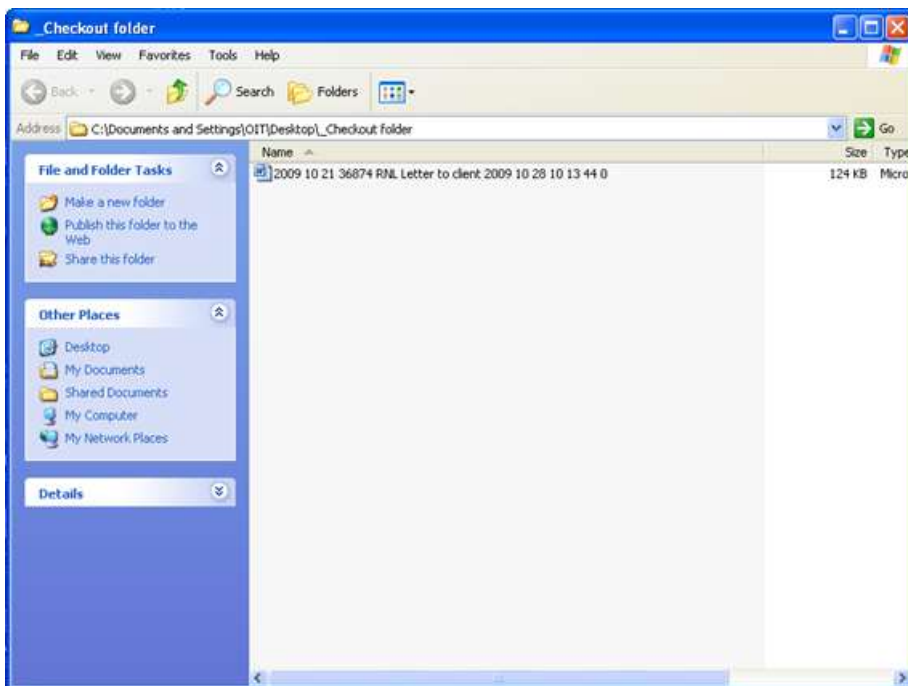 _Checkout folder
File Edit View Favorites Tools Help
Back Search Folders
Address C:\Documents and Settings\OIT\Desktop\_Checkout folder Go
Name Size Type
File and Folder Tasks
2009 10 21 36874 RNL Letter to client 2009 10 28 10 13 44 0 124 KB Micro
Make a new folder
Publish this folder to the
Web
Share this folder
Other Places
Desktop
My Documents
Shared Documents
My Computer
My Network Places
Details